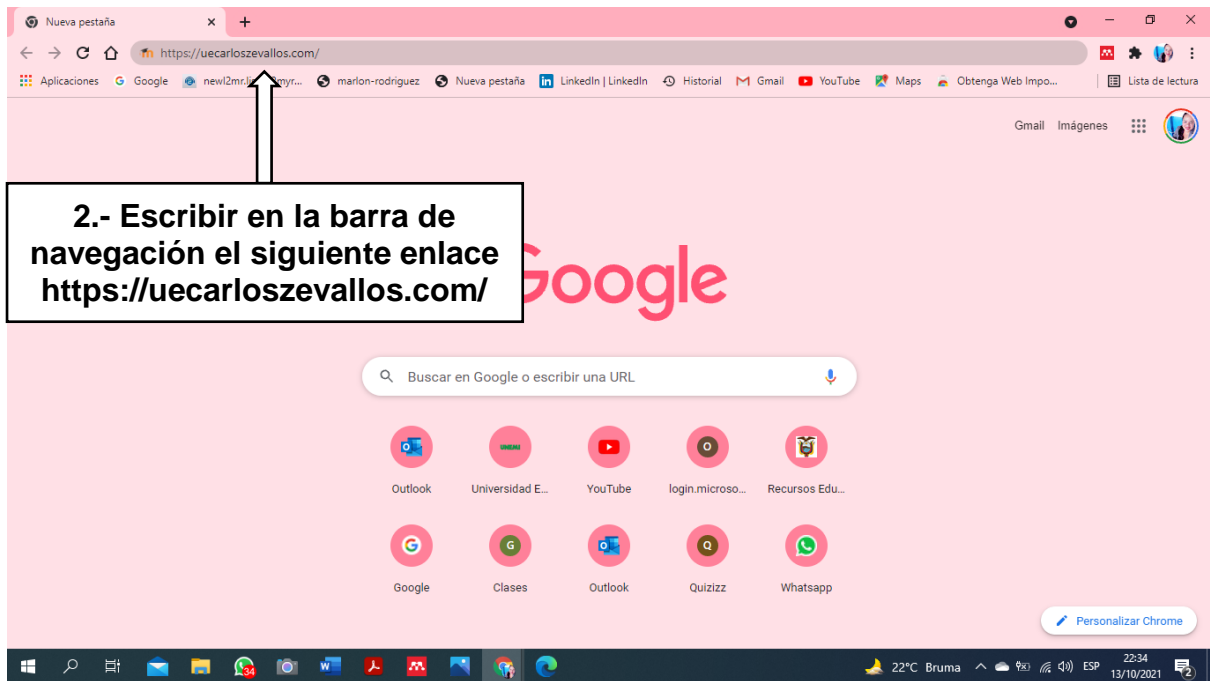 Nueva pestaña
https://uecarloszevallos.com/
Aplicaciones Google marlon-rodriguez Nueva pestaña LinkedIn | LinkedIn Historial Gmail YouTube Maps Obtenga Web Impo... Lista de lectura
Gmail Imágenes
2.- Escribir en la barra de
navegación el siguiente enlace
https://uecarloszevallos.com/
Google
Buscar en Google o escribir una URL
Outlook Universidad E... YouTube login.microso... Recursos Edu...
Google Clases Outlook Quizizz Whatsapp
Personalizar Chrome
34
22°C Bruma ESP 22:34
13/10/2021 2